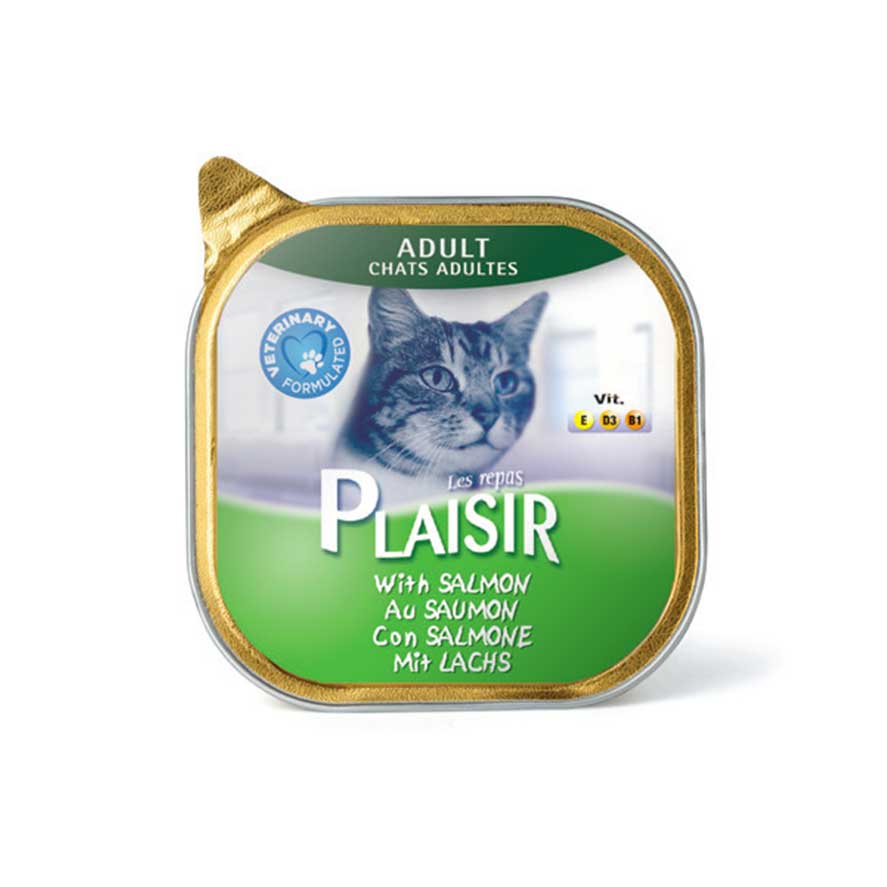 ADULT
CHATS ADULTES
VETERINARY
FORMULATED
Vit.
E D3 B1
Les repas
PLAISIR
With SALMON
Au SAUMON
Con SALMONE
Mit LACHS